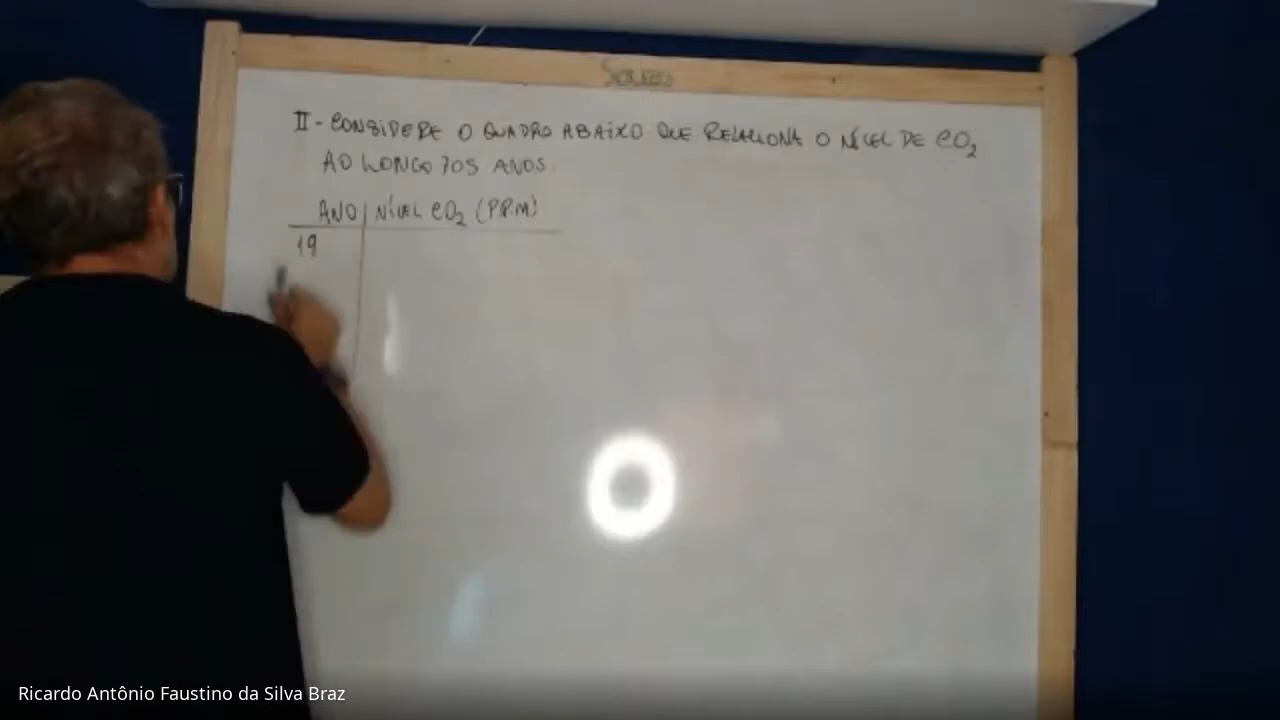 II - CONSIDERE O QUADRO ABAIXO QUE RELACIONA O NÍVEL DE CO2
AO LONGO DOS ANOS.
ANO NÍVEL CO2 (P.P.M)
19
Ricardo Antônio Faustino da Silva Braz